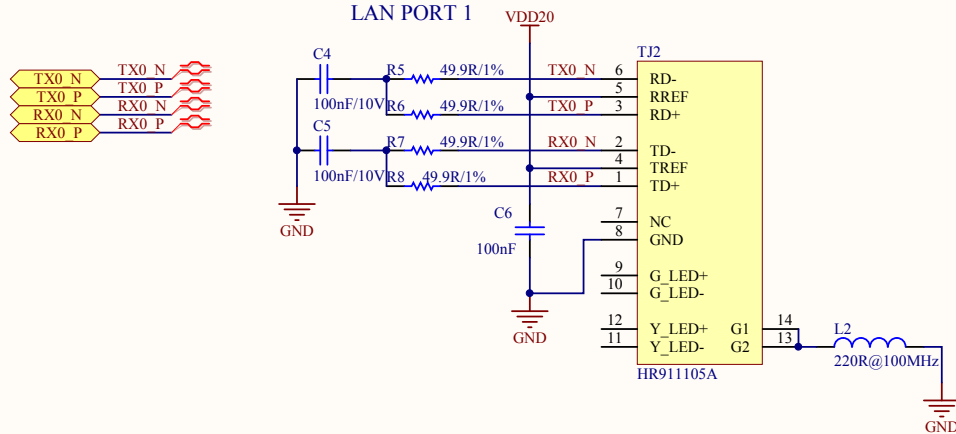 LAN PORT 1
VDD20
TX0_N
TX0_P
RX0_N
RX0_P
TX0_N
TX0_P
RX0_N
RX0_P
C4
100nF/10V
C5
100nF/10V
GND
R5
49.9R/1%
TX0_N
R6
49.9R/1%
TX0_P
R7
49.9R/1%
RX0_N
R8
49.9R/1%
RX0_P
C6
100nF
GND
TJ2
6 RD-
5 RREF
3 RD+
2 TD-
4 TREF
1 TD+
7 NC
8 GND
9 G_LED+
10 G_LED-
12 Y_LED+
11 Y_LED-
G1 14
G2 13
HR911105A
L2
220R@100MHz
GND